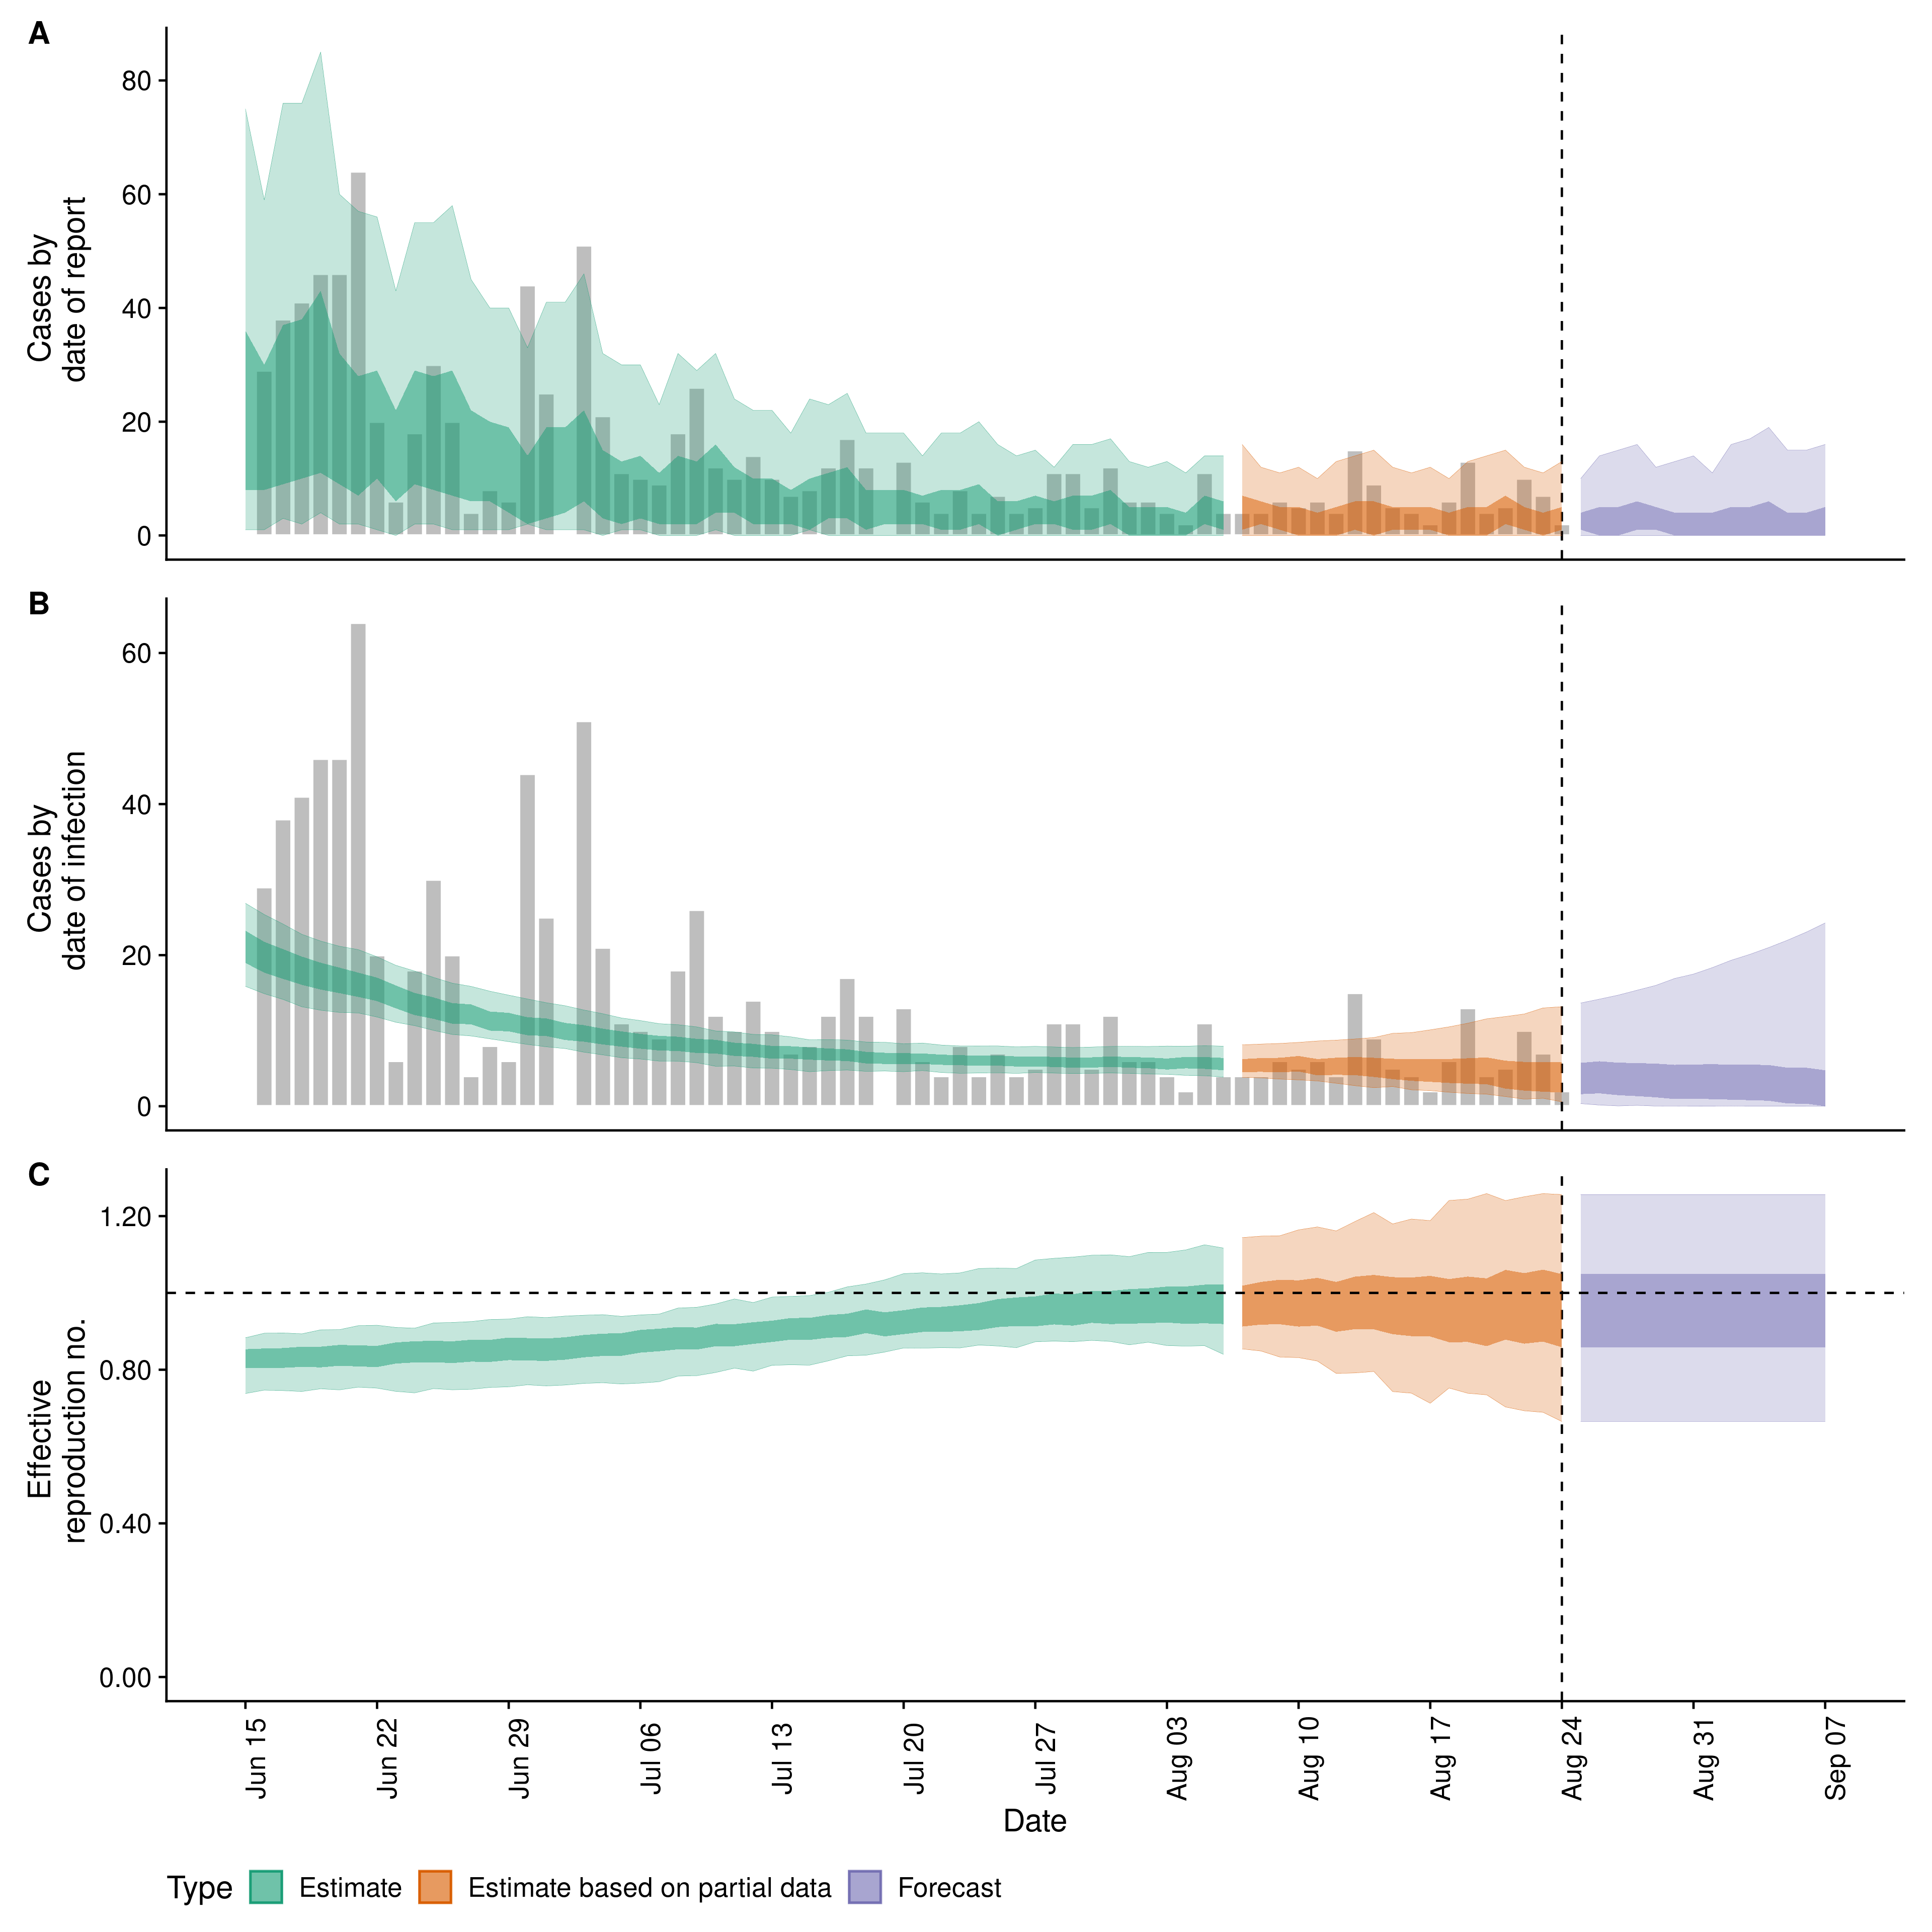 A
Cases by
date of report
80
60
40
20
0
B
Cases by
date of infection
60
40
20
0
C
Effective
reproduction no.
1.20
0.80
0.40
0.00
Jun 15
Jun 22
Jun 29
Jul 06
Jul 13
Jul 20
Jul 27
Aug 03
Aug 10
Aug 17
Aug 24
Aug 31
Sep 07
Date
Type Estimate Estimate based on partial data Forecast